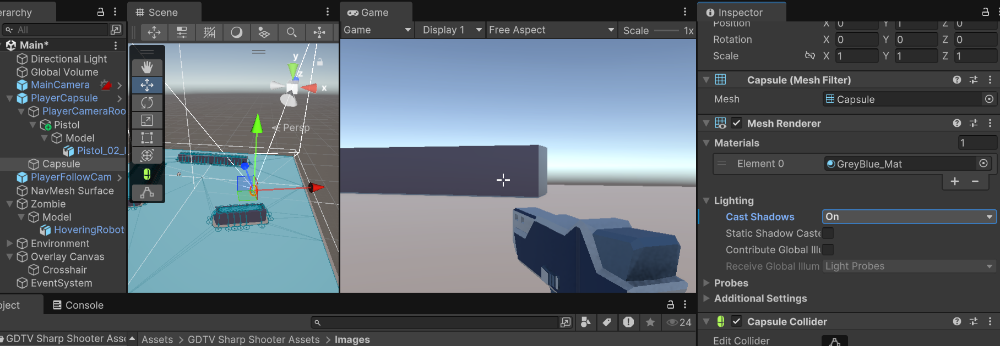 erarchy
All
Main*
Directional Light
Global Volume
MainCamera
PlayerCapsule
PlayerCameraRoo
Pistol
Model
Pistol_02_
Capsule
PlayerFollowCam
NavMesh Surface
Zombie
Model
HoveringRobot
Environment
Overlay Canvas
Crosshair
EventSystem
Scene
y
z
x
Persp
Game
Game
Display 1
Free Aspect
Scale
1x
Inspector
Position X 0 Y 1 Z 0
Rotation X 0 Y 0 Z 0
Scale X 1 Y 1 Z 1
Capsule (Mesh Filter)
Mesh Capsule
Mesh Renderer
Materials 1
Element 0 GreyBlue_Mat
Lighting
Cast Shadows On
Static Shadow Caste
Contribute Global Illu
Receive Global Illum Light Probes
Probes
Additional Settings
Capsule Collider
Edit Collider
oject
Console
24
GDTV Sharp Shooter Asse
Assets > GDTV Sharp Shooter Assets > Images